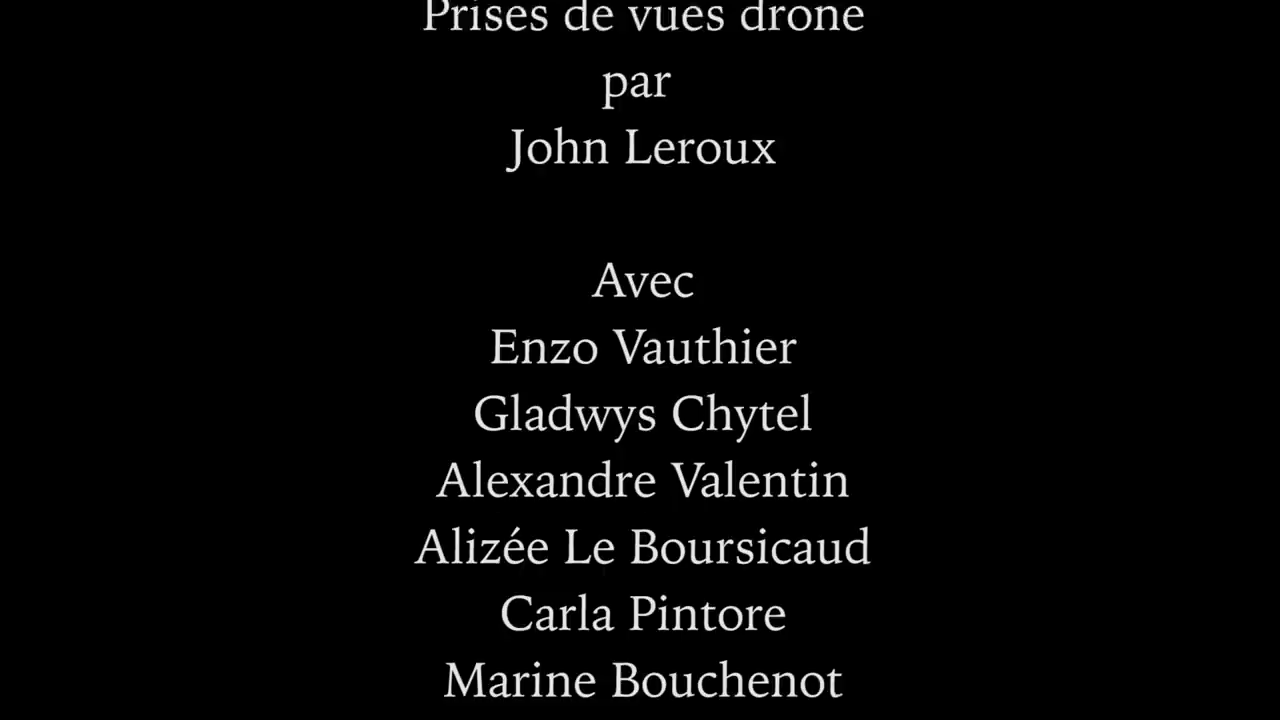 Prises de vues drone
par
John Leroux
Avec
Enzo Vauthier
Gladwys Chytel
Alexandre Valentin
Alizée Le Boursicaud
Carla Pintore
Marine Bouchenot